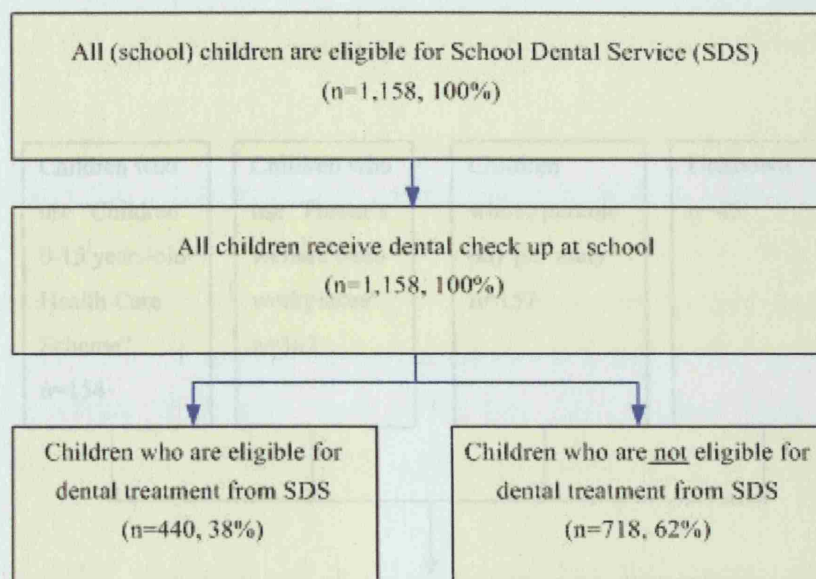 All (school) children are eligible for School Dental Service (SDS)
(n=1,158, 100%)
All children receive dental check up at school
(n=1,158, 100%)
Children who are eligible for
dental treatment from SDS
(n=440, 38%)
Children who are not eligible for
dental treatment from SDS
(n=718, 62%)